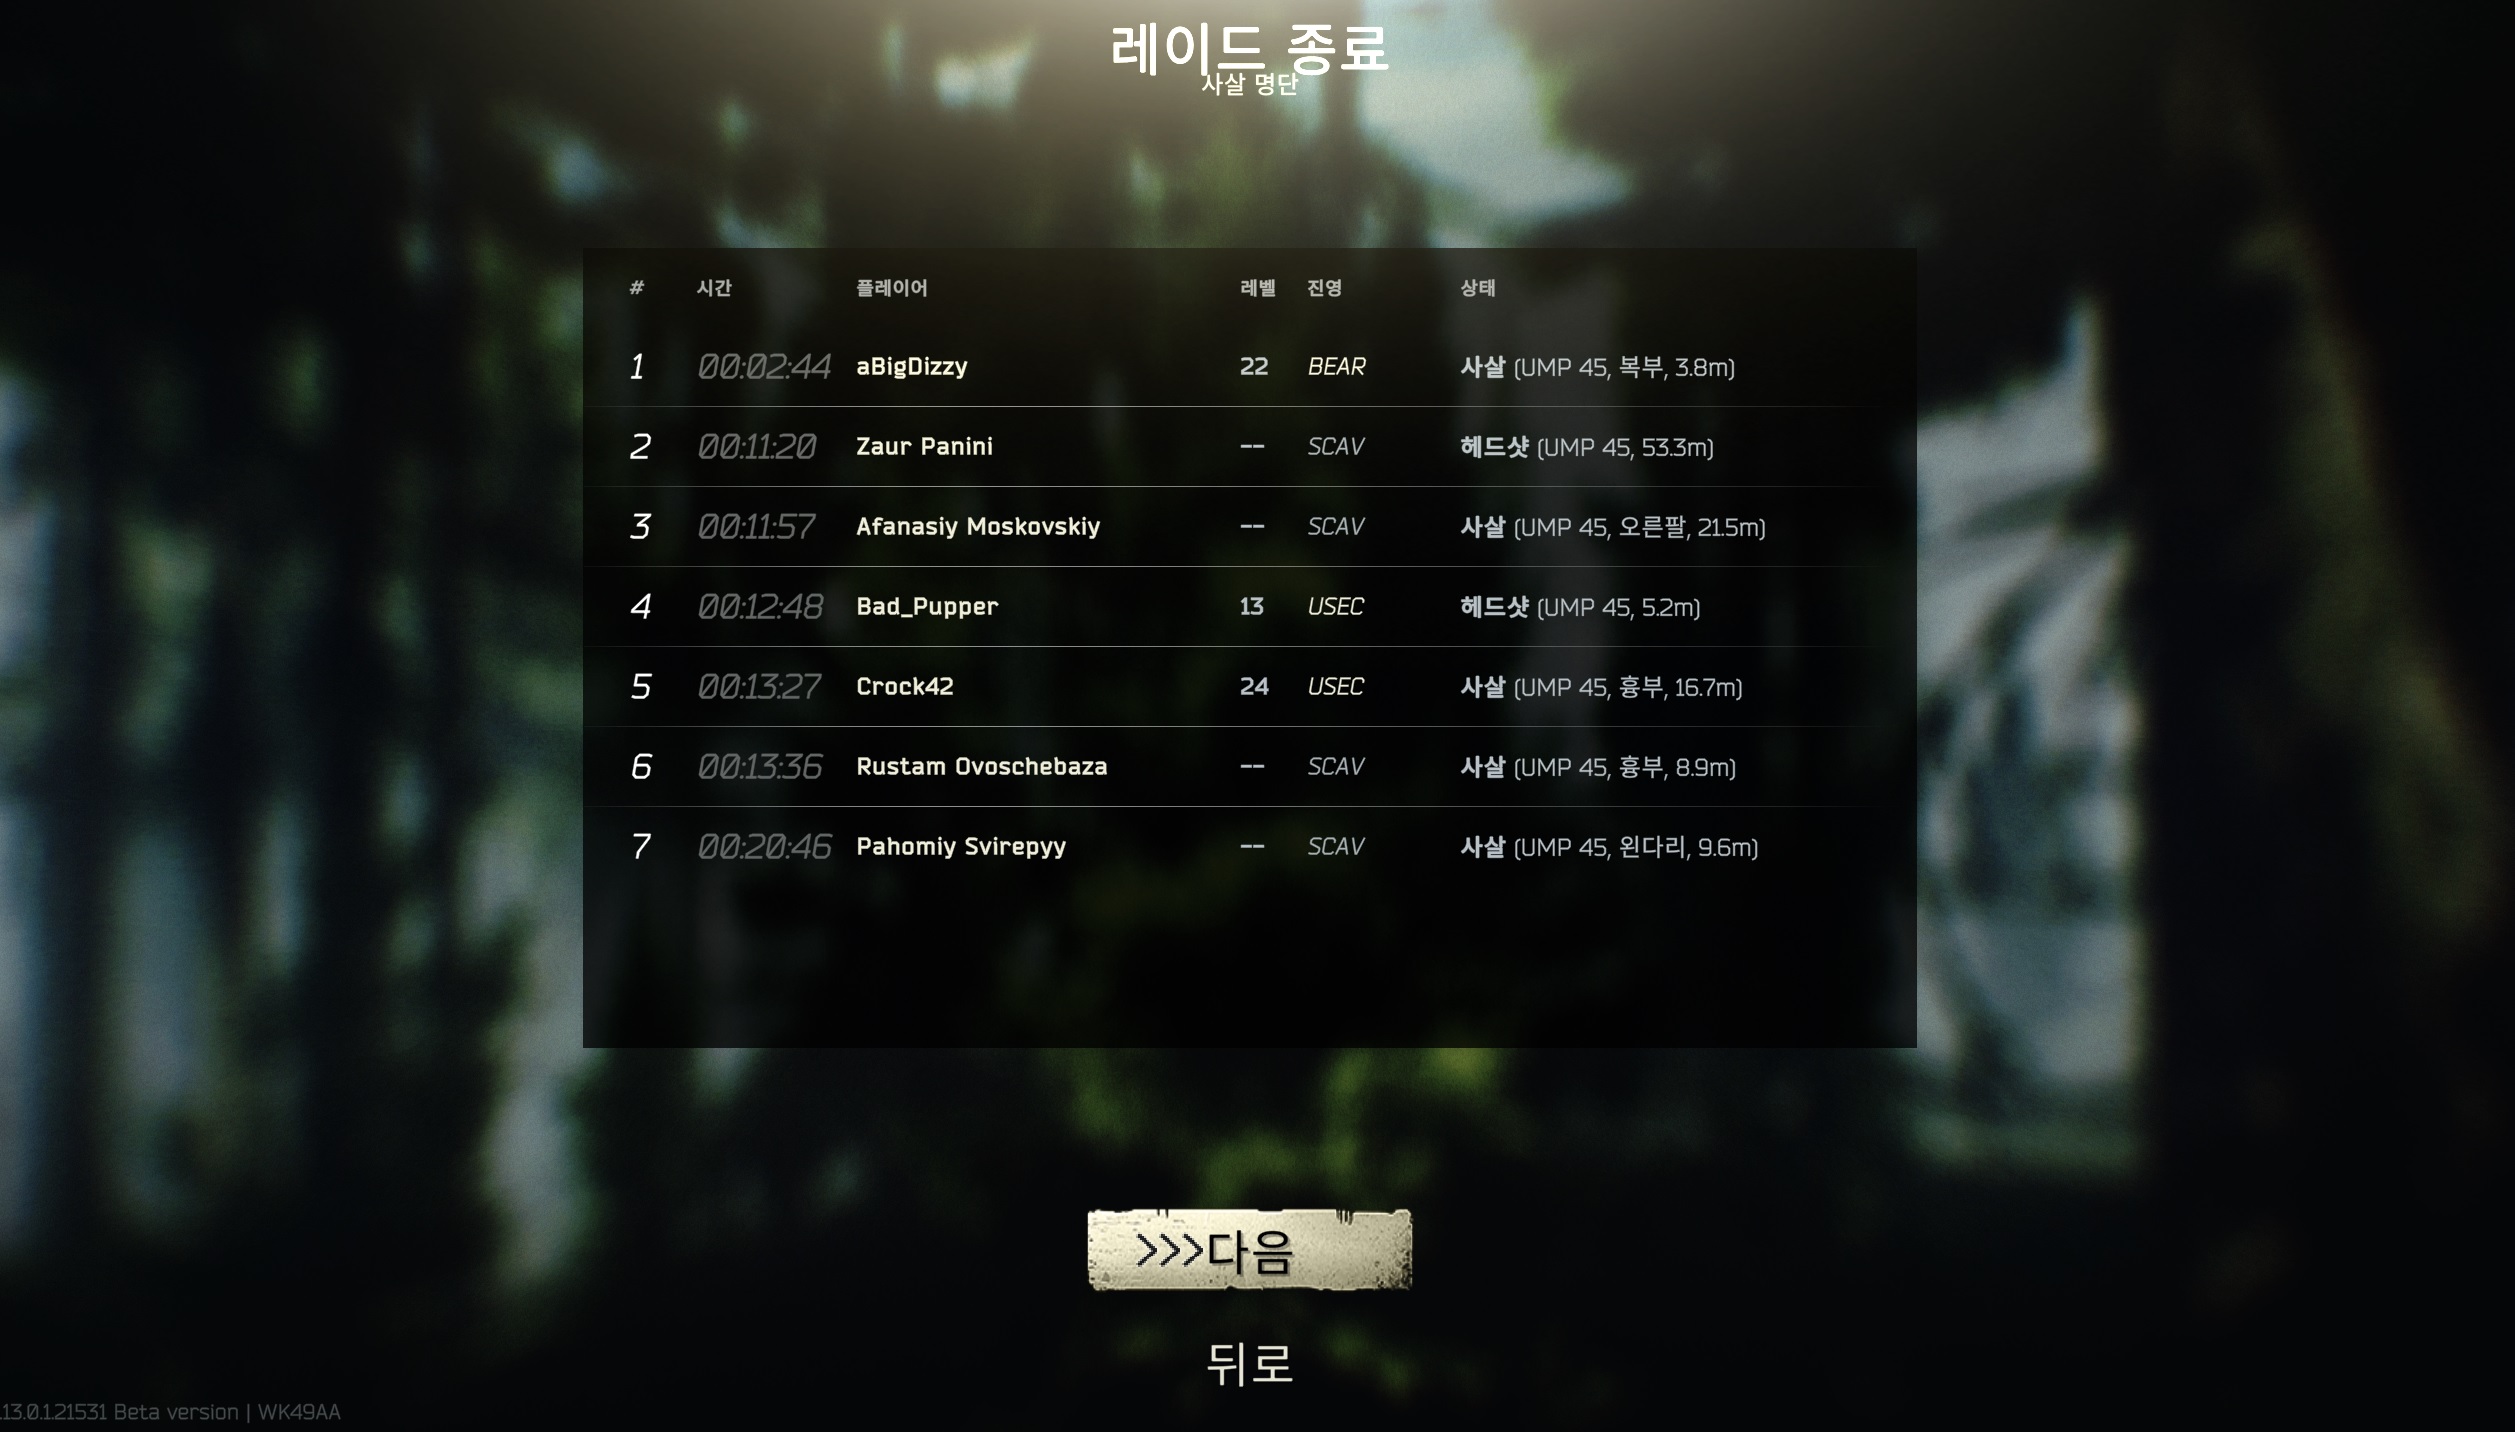 레이드 종료
사살 명단
# 시간 플레이어 레벨 진영 상태
1 00:02:44 aBigDizzy 22 BEAR 사살 (UMP 45, 복부, 3.8m)
2 00:11:20 Zaur Panini -- SCAV 헤드샷 (UMP 45, 53.3m)
3 00:11:57 Afanasiy Moskovskiy -- SCAV 사살 (UMP 45, 오른팔, 21.5m)
4 00:12:48 Bad_Pupper 13 USEC 헤드샷 (UMP 45, 5.2m)
5 00:13:27 Crock42 24 USEC 사살 (UMP 45, 흉부, 16.7m)
6 00:13:36 Rustam Ovoschebaza -- SCAV 사살 (UMP 45, 흉부, 8.9m)
7 00:20:46 Pahomiy Svirepyy -- SCAV 사살 (UMP 45, 왼다리, 9.6m)
>>>다음
뒤로
.13.0.1.21531 Beta version | WK49AA